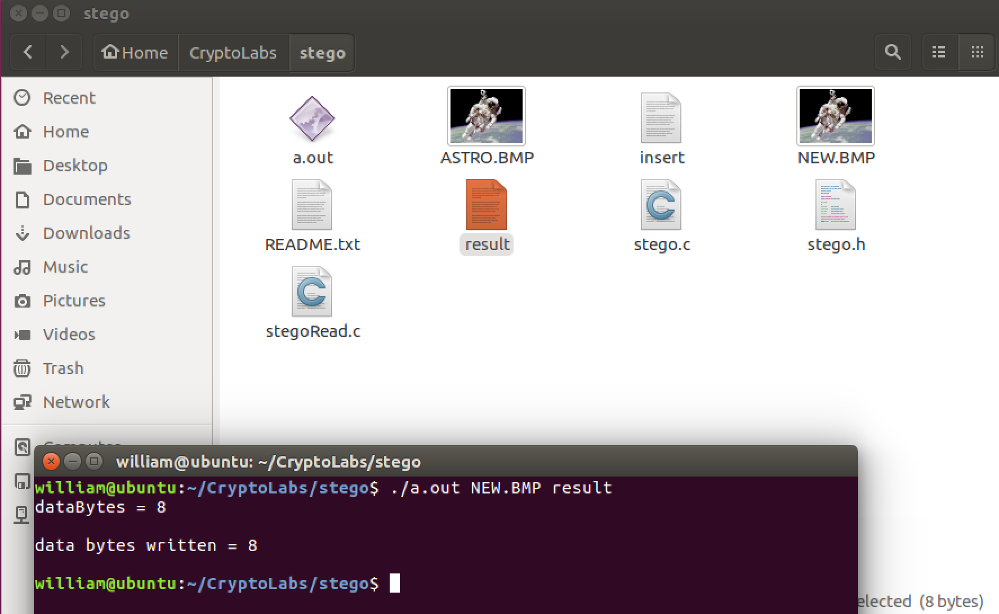 stego
Home CryptoLabs stego
Recent
Home
Desktop
Documents
Downloads
Music
Pictures
Videos
Trash
Network
a.out ASTRO.BMP insert NEW.BMP
README.txt result stego.c stego.h
stegoRead.c
william@ubuntu: ~/CryptoLabs/stego
william@ubuntu:~/CryptoLabs/stego$ ./a.out NEW.BMP result
dataBytes = 8
data bytes written = 8
william@ubuntu:~/CryptoLabs/stego$
elected (8 bytes)